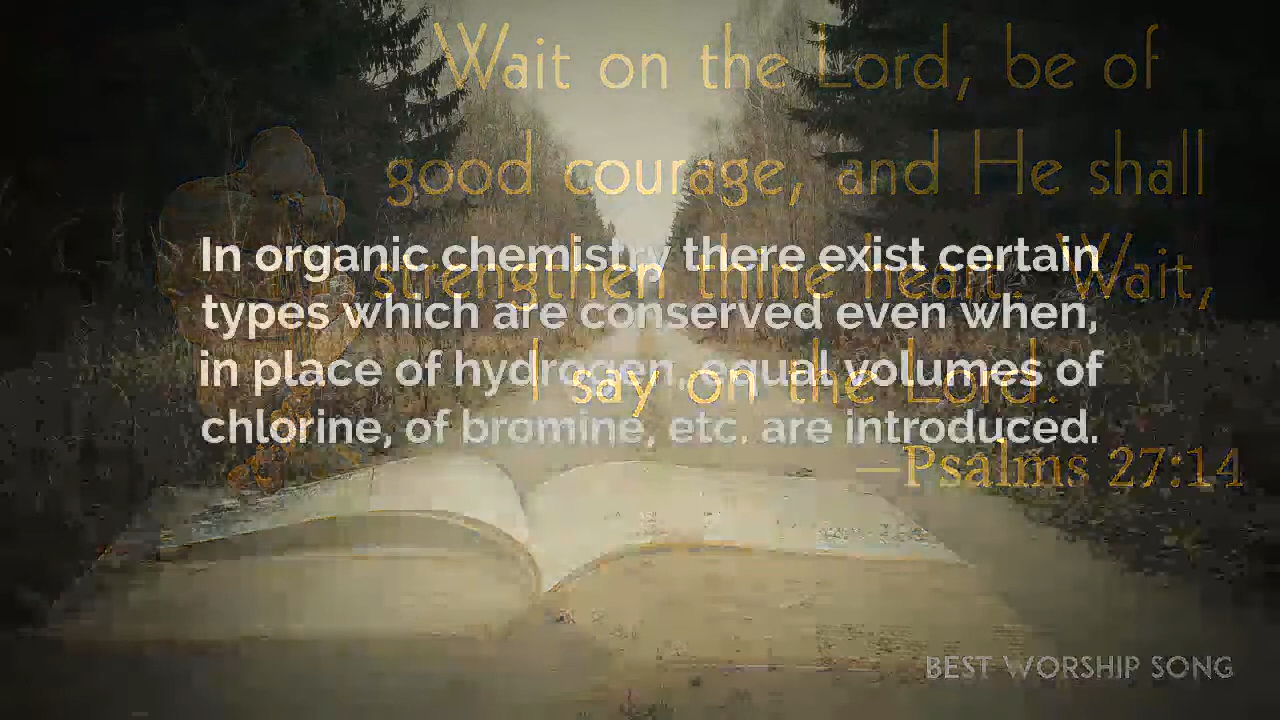 Wait on the Lord, be of
good courage, and He shall
strengthen thine heart. Wait,
I say on the Lord.
—Psalms 27:14
In organic chemistry there exist certain
types which are conserved even when,
in place of hydrogen, equal volumes of
chlorine, of bromine, etc. are introduced.
BEST WORSHIP SONG